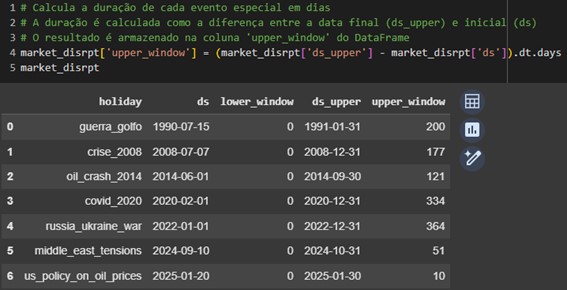 1 # Calcula a duração de cada evento especial em dias
2 # A duração é calculada como a diferença entre a data final (ds_upper) e inicial (ds)
3 # O resultado é armazenado na coluna 'upper_window' do DataFrame
4 market_disrpt['upper_window'] = (market_disrpt['ds_upper'] - market_disrpt['ds']).dt.days
5 market_disrpt
holiday ds lower_window ds_upper upper_window
0 guerra_golfo 1990-07-15 0 1991-01-31 200
1 crise_2008 2008-07-07 0 2008-12-31 177
2 oil_crash_2014 2014-06-01 0 2014-09-30 121
3 covid_2020 2020-02-01 0 2020-12-31 334
4 russia_ukraine_war 2022-01-01 0 2022-12-31 364
5 middle_east_tensions 2024-09-10 0 2024-10-31 51
6 us_policy_on_oil_prices 2025-01-20 0 2025-01-30 10